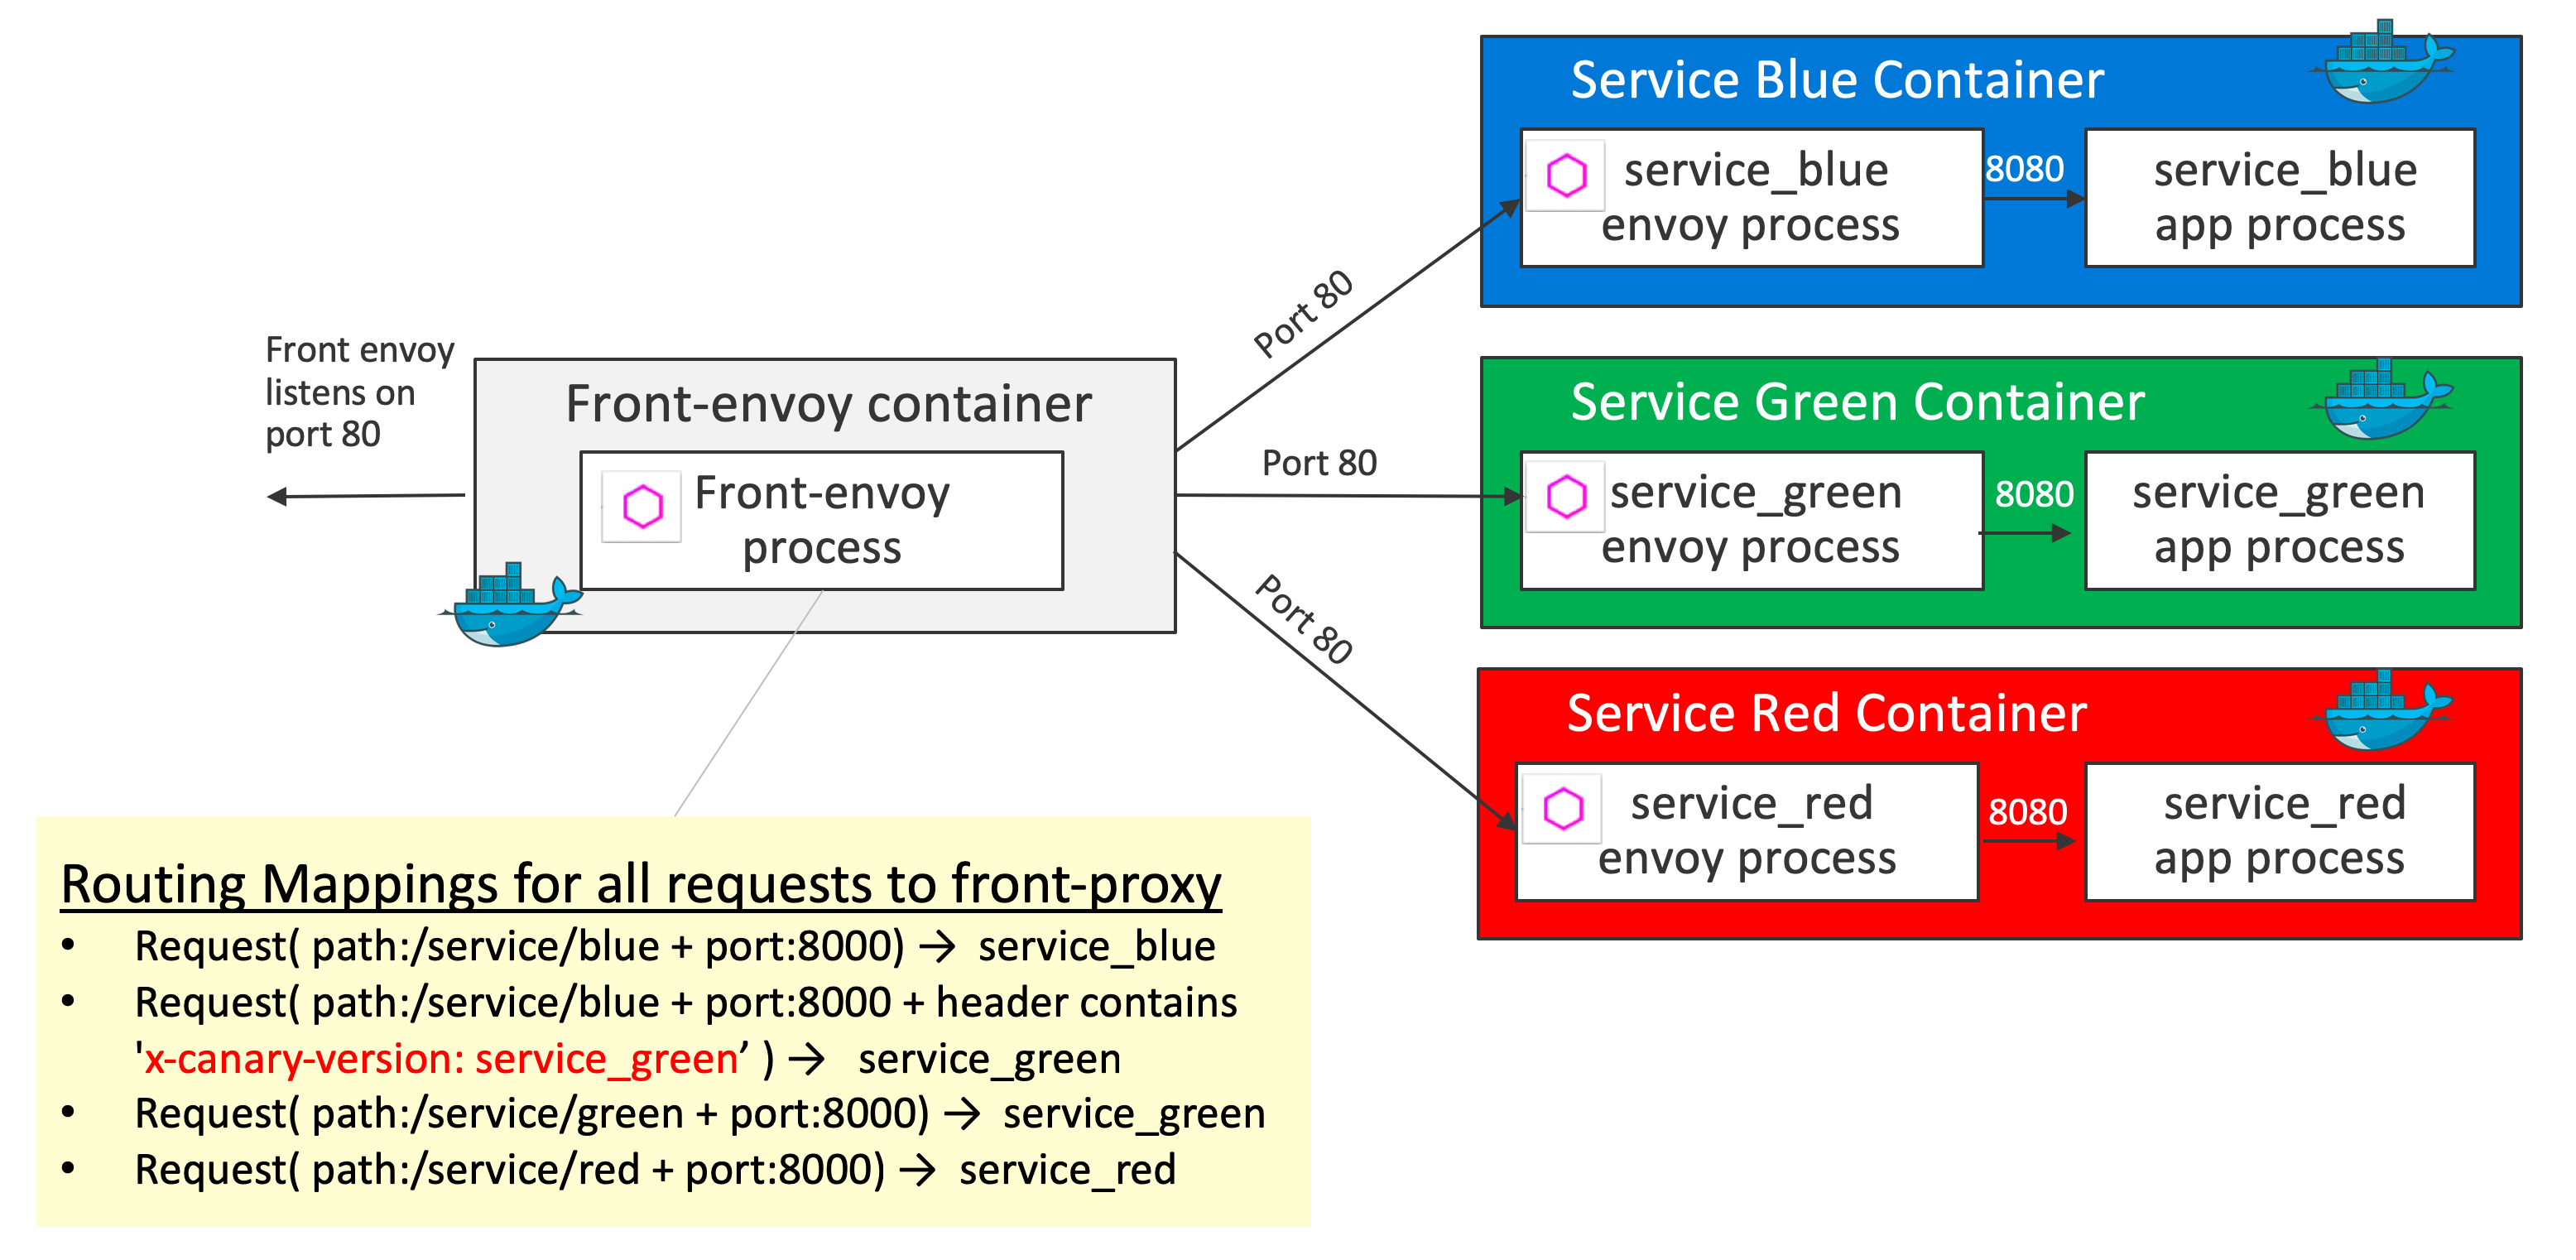 Service Blue Container
service_blue
envoy process
8080
service_blue
app process
Port 80
Front envoy
listens on
port 80
Front-envoy container
Front-envoy
process
Port 80
Service Green Container
service_green
envoy process
8080
service_green
app process
Port 80
Service Red Container
service_red
envoy process
8080
service_red
app process
Routing Mappings for all requests to front-proxy
• Request( path:/service/blue + port:8000) → service_blue
• Request( path:/service/blue + port:8000 + header contains
'x-canary-version: service_green’ ) → service_green
• Request( path:/service/green + port:8000) → service_green
• Request( path:/service/red + port:8000) → service_red